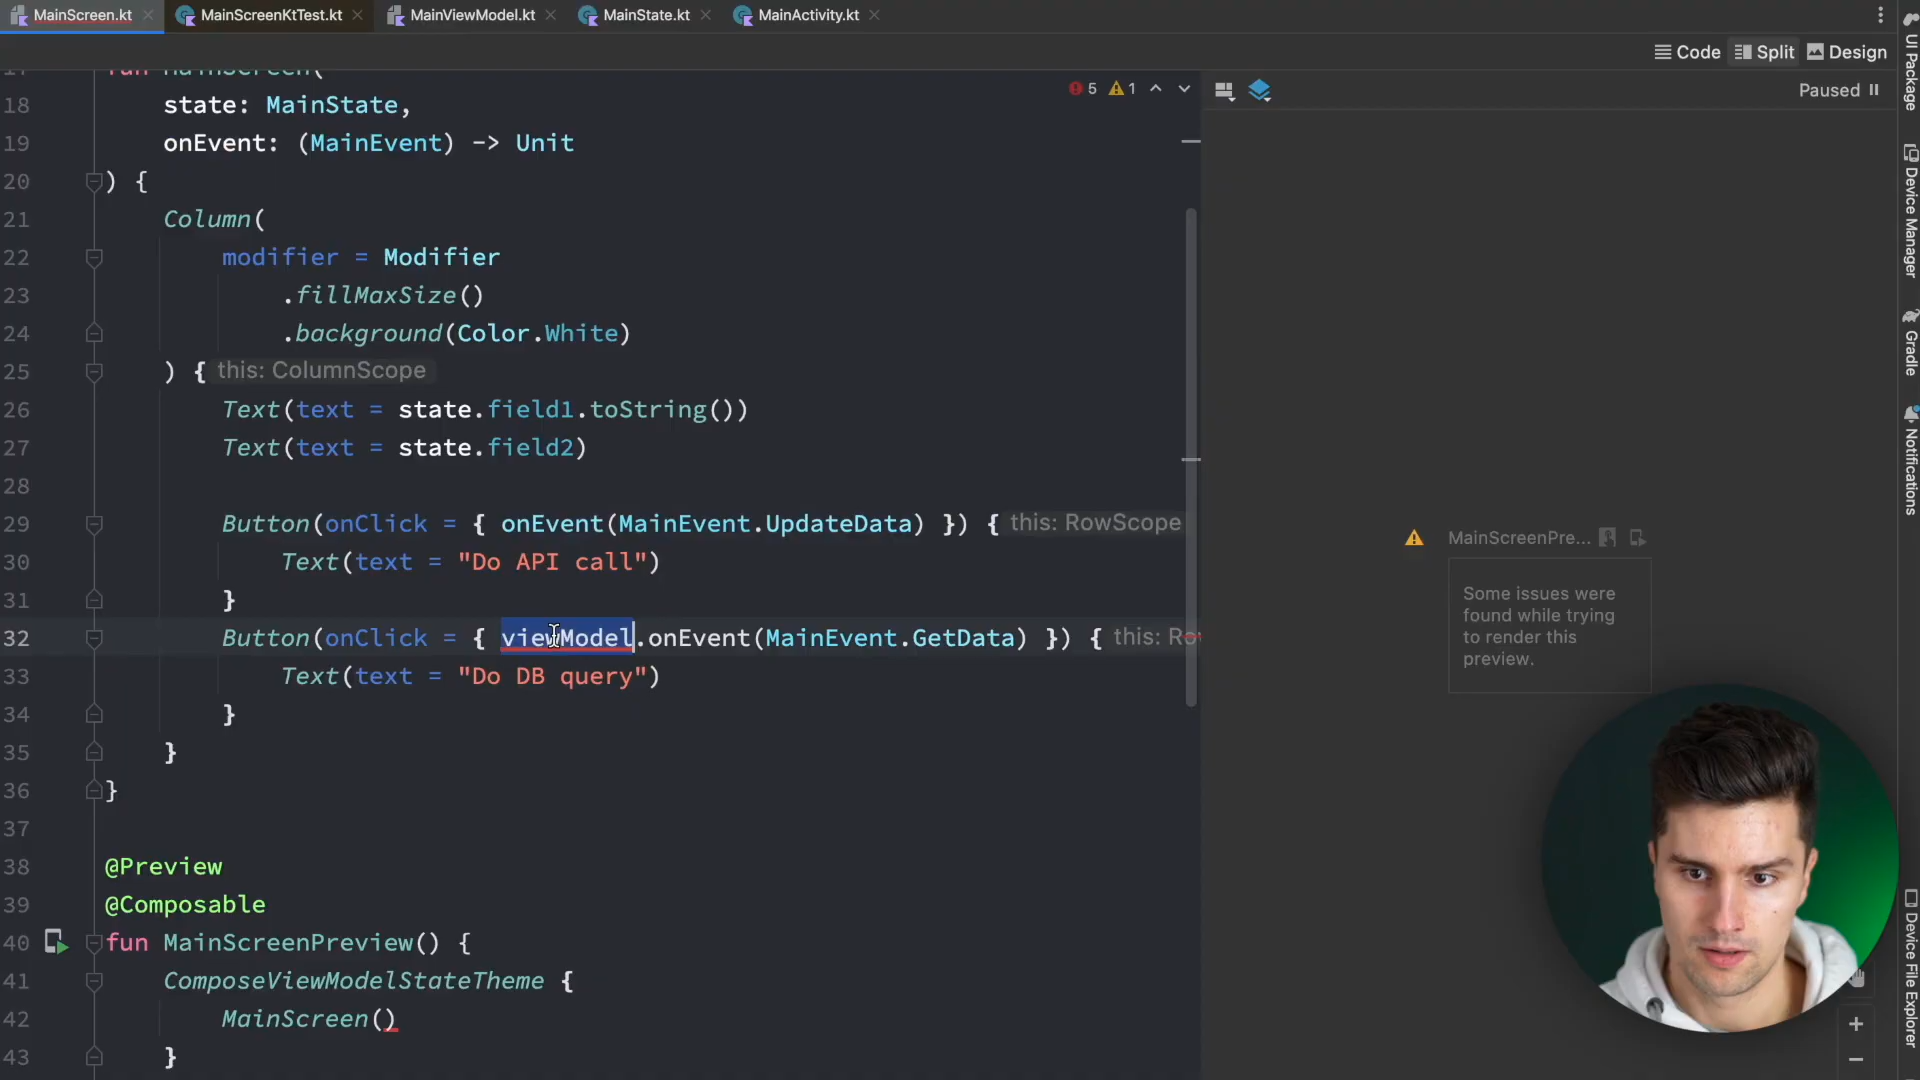 MainScreen.kt MainScreenKtTest.kt MainViewModel.kt MainState.kt MainActivity.kt
Code Split Design
5 1 Paused
17 fun MainScreen(
18 state: MainState,
19 onEvent: (MainEvent) -> Unit
20 ) {
21 Column(
22 modifier = Modifier
23 .fillMaxSize()
24 .background(Color.White)
25 ) { this: ColumnScope
26 Text(text = state.field1.toString())
27 Text(text = state.field2)
28
29 Button(onClick = { onEvent(MainEvent.UpdateData) }) { this: RowScope
30 Text(text = "Do API call")
31 }
32 Button(onClick = { viewModel.onEvent(MainEvent.GetData) }) { this: Ro
33 Text(text = "Do DB query")
34 }
35 }
36 }
37
38 @Preview
39 @Composable
40 fun MainScreenPreview() {
41 ComposeViewModelStateTheme {
42 MainScreen()
43 }
MainScreenPre...
Some issues were
found while trying
to render this
preview.
UI Package
Device Manager
Gradle
Notifications
Device File Explorer